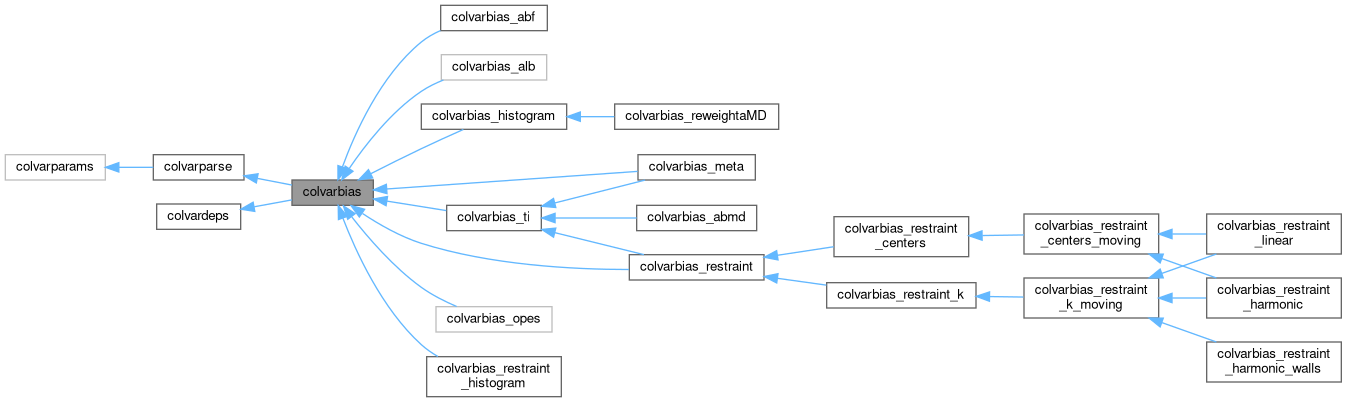 colvarbias_abf
colvarbias_alb
colvarbias_histogram
colvarbias_reweightaMD
colvarparams
colvarparse
colvarbias_meta
colvarbias
colvardeps
colvarbias_ti
colvarbias_abmd
colvarbias_restraint
_centers
colvarbias_restraint
_centers_moving
colvarbias_restraint
_linear
colvarbias_restraint
colvarbias_restraint_k
colvarbias_restraint
_k_moving
colvarbias_restraint
_harmonic
colvarbias_opes
colvarbias_restraint
_histogram
colvarbias_restraint
_harmonic_walls